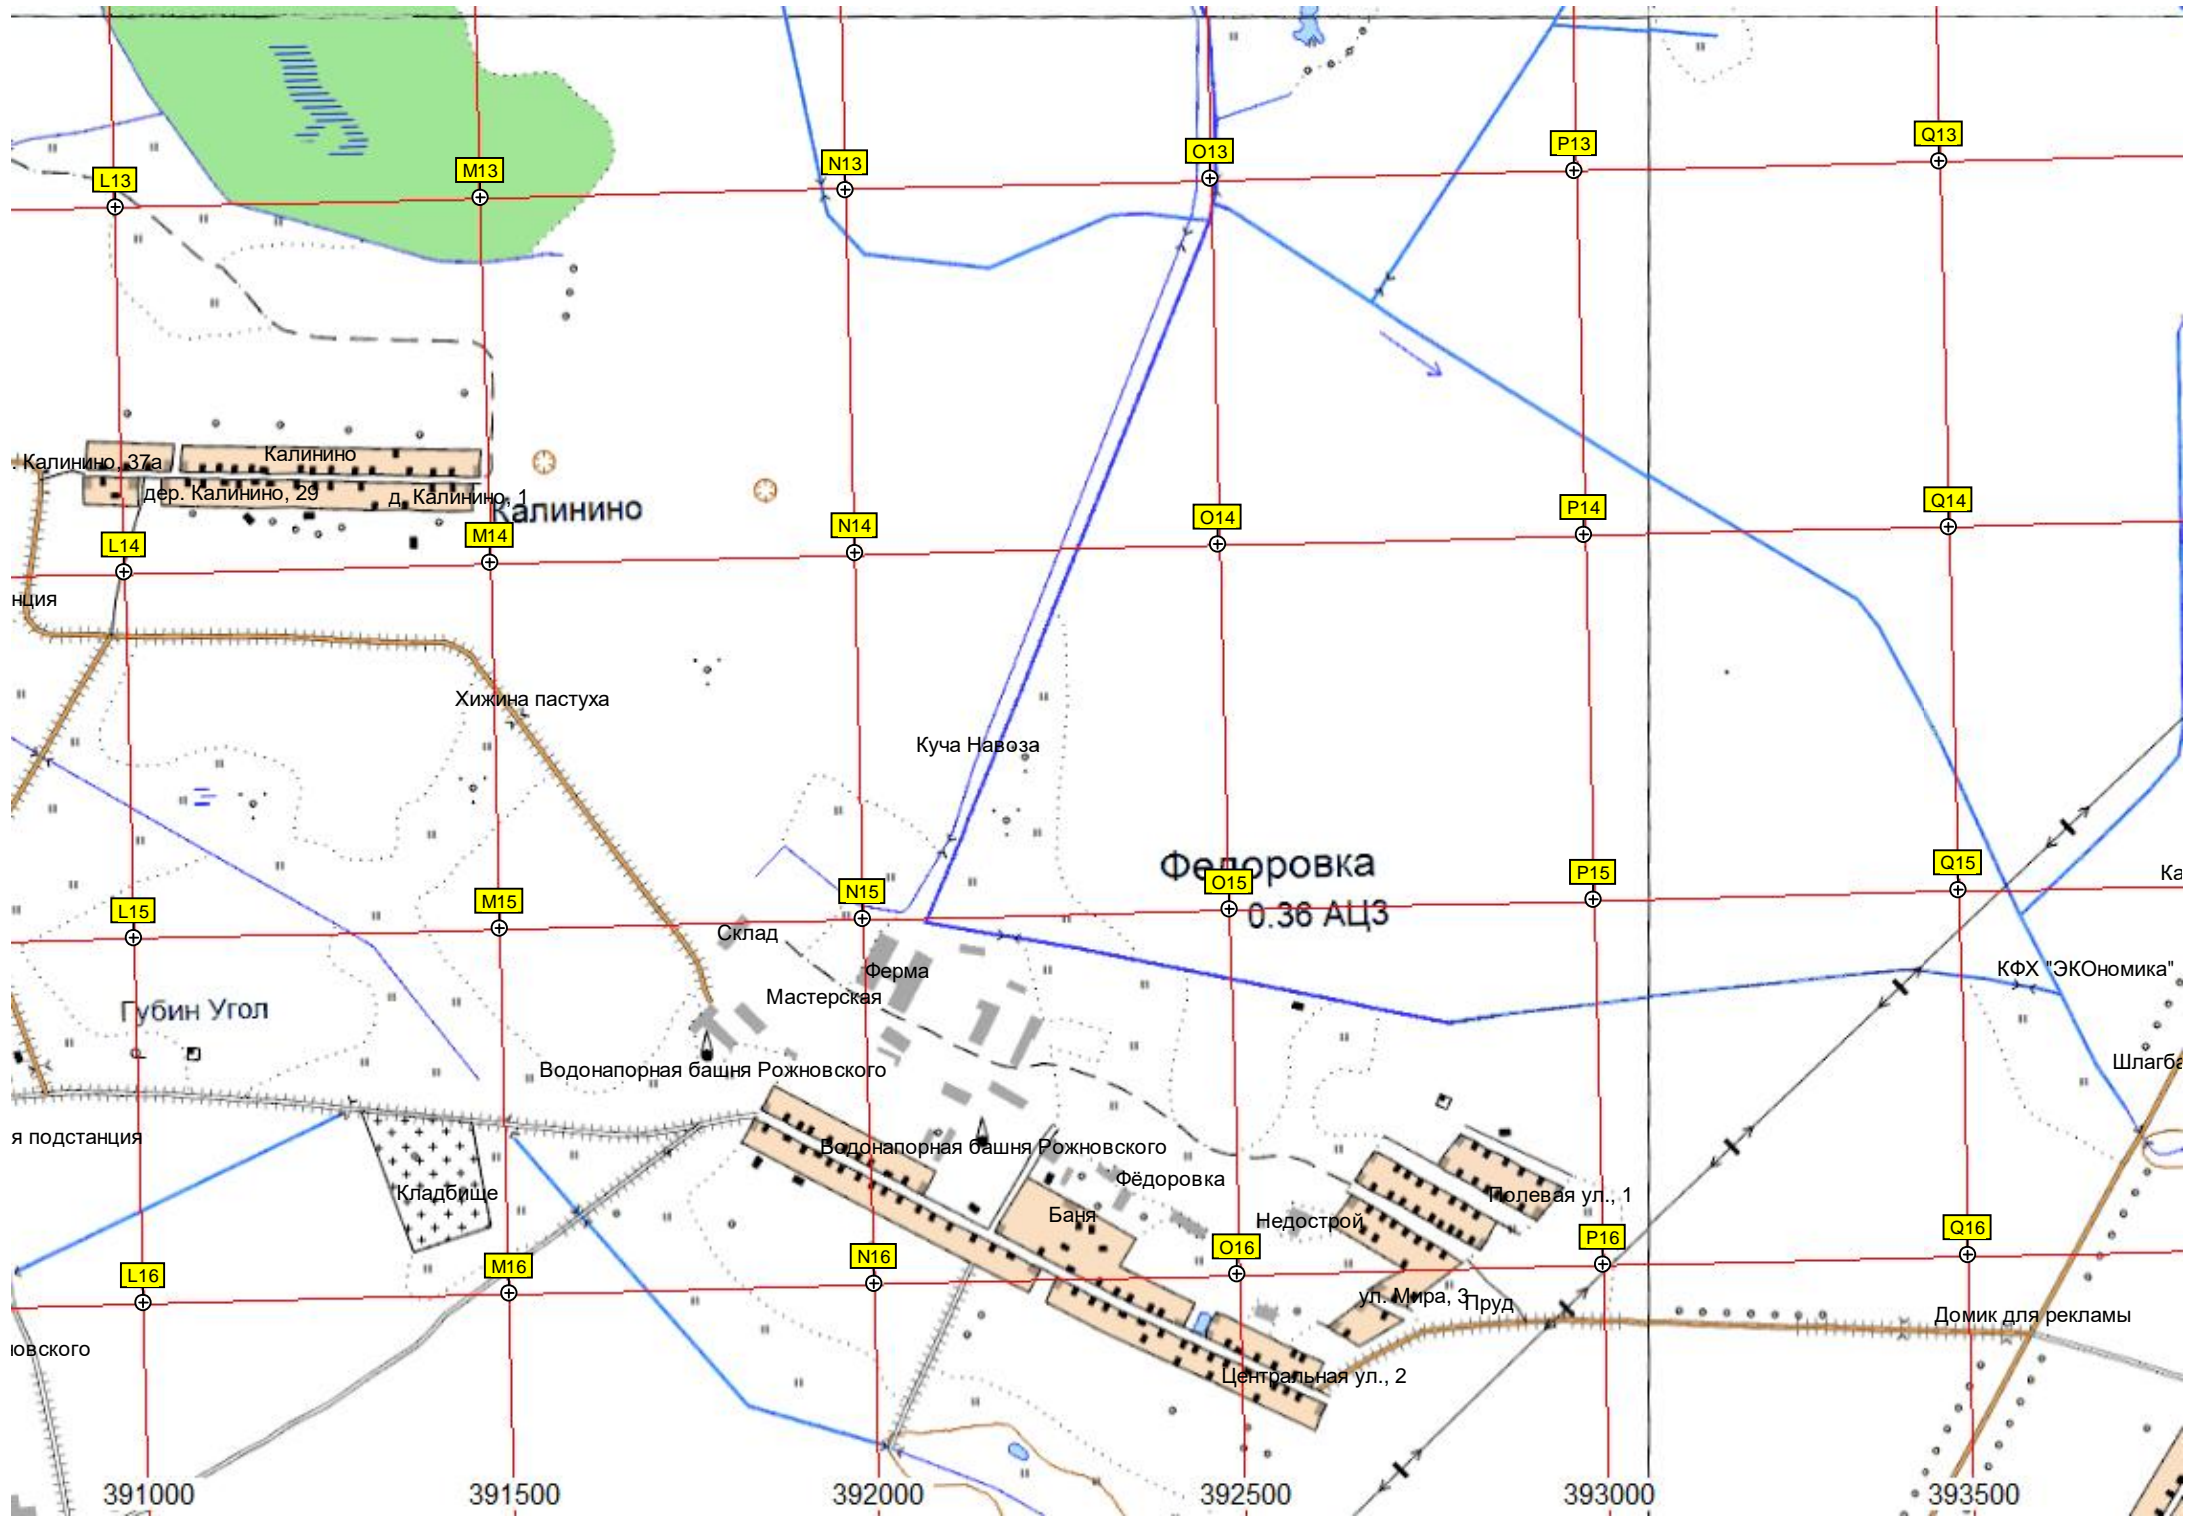 Q13
P13
O13
N13
M13
L13
Калинино
. Калинино, 37а
дер. Калинино, 29
д. Калинино, 1
Калинино
Q14
P14
O14
N14
M14
L14
нция
Хижина пастуха
Куча Навоза
Федоровка
0.36 АЦЗ
Q15
P15
O15
N15
M15
L15
Ка
Склад
Ферма
КФХ "ЭКОномика"
Мастерская
Губин Угол
Шлагба
Водонапорная башня Рожновского
я подстанция
Водонапорная башня Рожновского
Фёдоровка
Кладбище
Полевая ул., 1
Баня
Недострой
Q16
P16
O16
N16
M16
L16
ул. Мира, 3
Пруд
Домик для рекламы
ювского
Центральная ул., 2
391000
391500
392000
392500
393000
393500